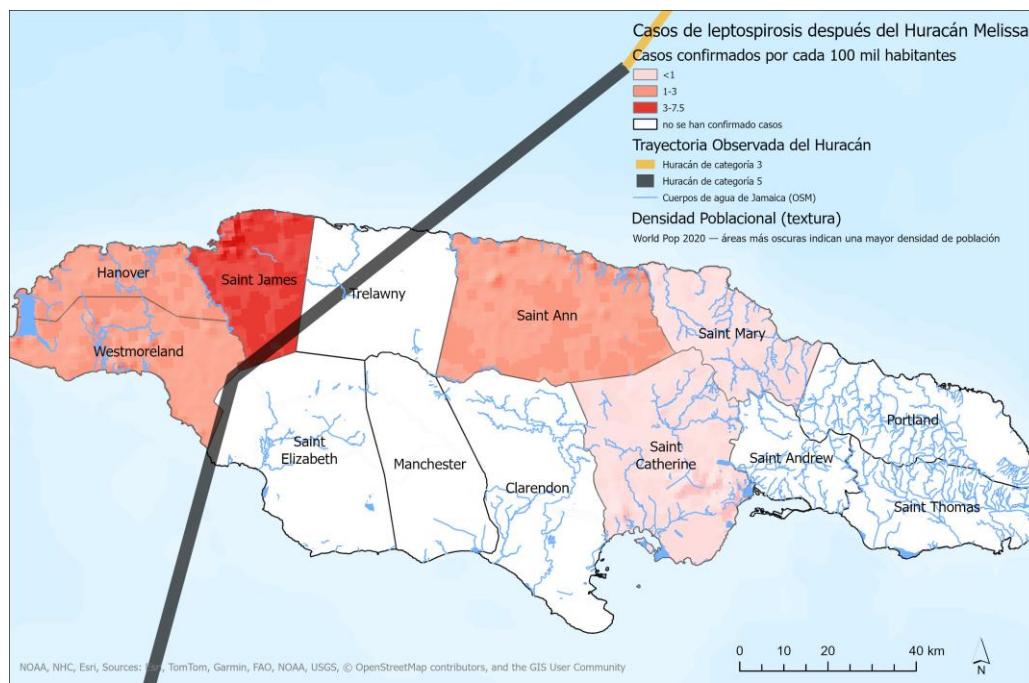 Casos de leptospirosis después del Huracán Melissa
Casos confirmados por cada 100 mil habitantes
<1
1-3
3-7.5
no se han confirmado casos
Trayectoria Observada del Huracán
Huracán de categoría 3
Huracán de categoría 5
Cuerpos de agua de Jamaica (OSM)
Densidad Poblacional (textura)
World Pop 2020 — áreas más oscuras indican una mayor densidad de población
Hanover
Saint James
Trelawny
Saint Ann
Saint Mary
Westmoreland
Saint
Elizabeth
Manchester
Clarendon
Saint
Catherine
Saint Andrew
Portland
Saint Thomas
NOAA, NHC, Esri, Sources: Esri, TomTom, Garmin, FAO, NOAA, USGS, © OpenStreetMap contributors, and the GIS User Community
0 10 20 40 km
N